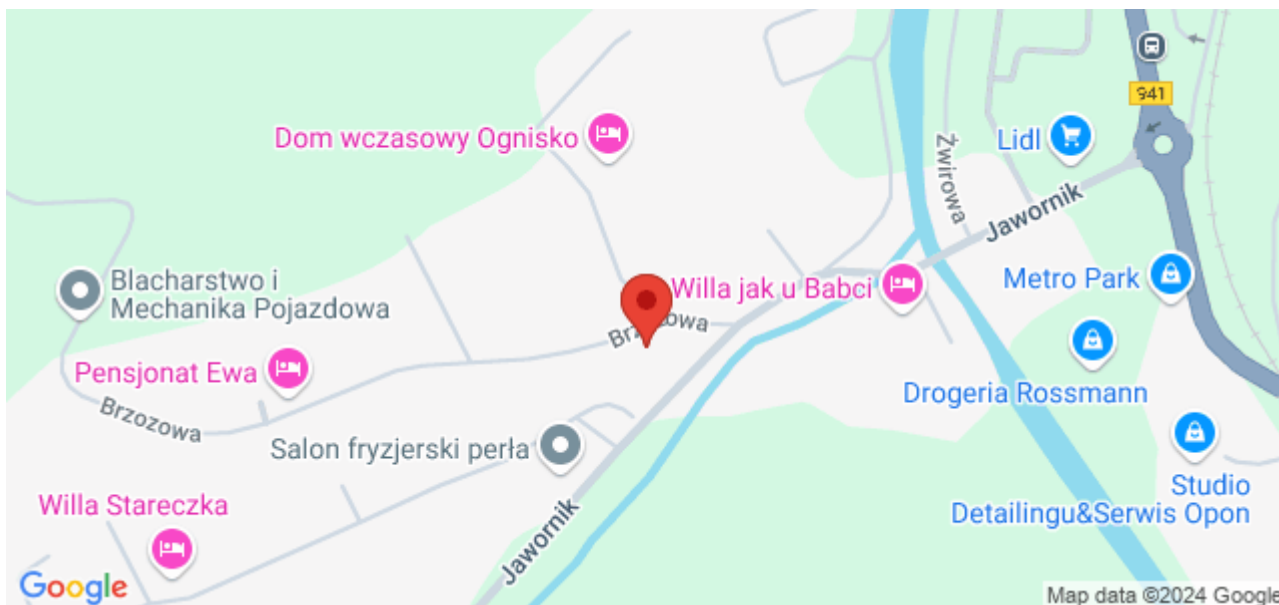 941
Dom wczasowy Ognisko
Lidl
Żwirowa
Jawornik
Blacharstwo i
Mechanika Pojazdowa
Willa jak u Babci
Metro Park
Brzozowa
Pensjonat Ewa
Drogeria Rossmann
Brzozowa
Salon fryzjerski perła
Studio
Detailingu&Serwis Opon
Willa Stareczka
Jawornik
Google
Map data ©2024 Google